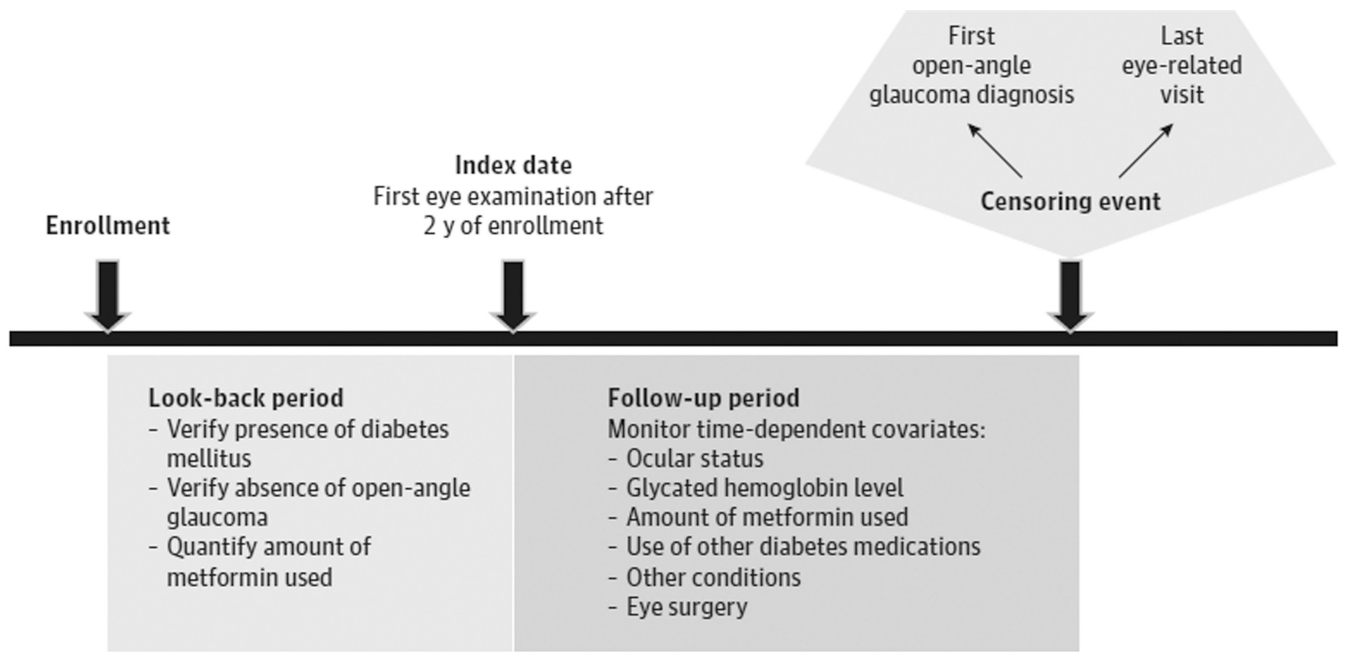 First
open-angle
glaucoma diagnosis
Last
eye-related
visit
Censoring event
Index date
First eye examination after
2 y of enrollment
Enrollment
Look-back period
- Verify presence of diabetes
mellitus
- Verify absence of open-angle
glaucoma
- Quantify amount of
metformin used
Follow-up period
Monitor time-dependent covariates:
- Ocular status
- Glycated hemoglobin level
- Amount of metformin used
- Use of other diabetes medications
- Other conditions
- Eye surgery